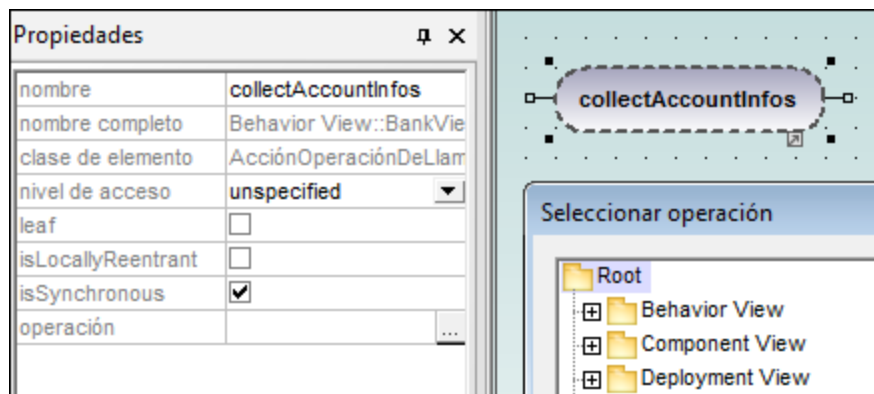 Propiedades
nombre collectAccountInfos
nombre completo Behavior View::BankVie
clase de elemento AcciónOperaciónDeLlam
nivel de acceso unspecified
leaf
isLocallyReentrant
isSynchronous
operación ...
collectAccountInfos
Seleccionar operación
Root
Behavior View
Component View
Deployment View